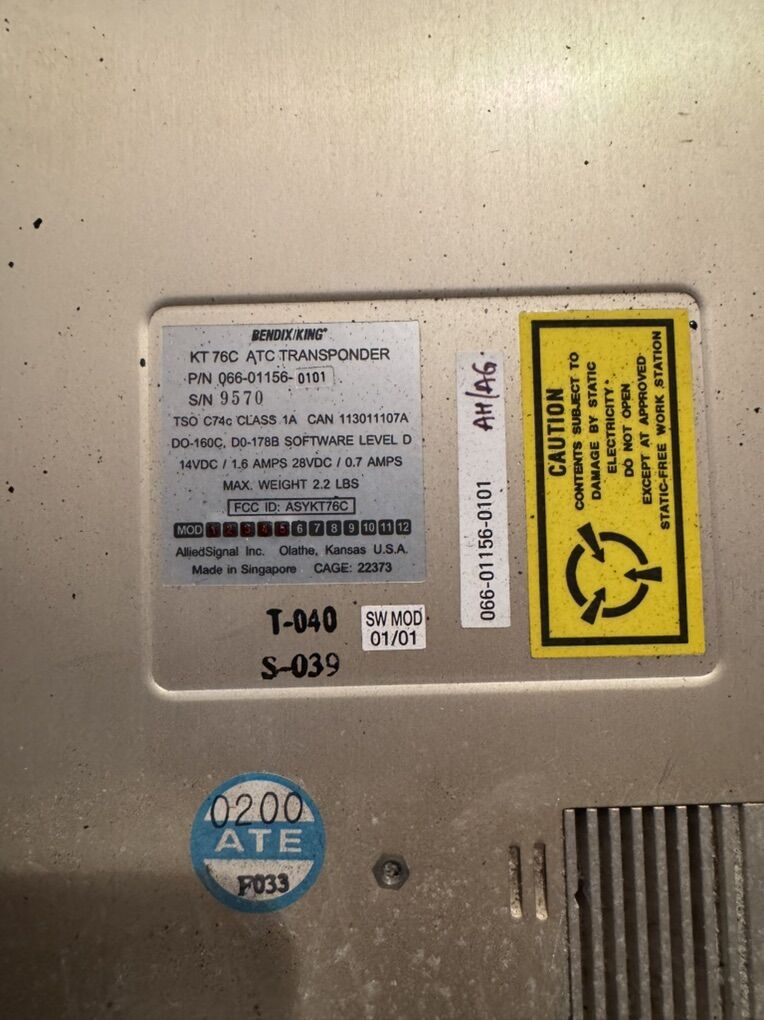 BENDIX/KING®
KT 76C ATC TRANSPONDER
P/N 066-01156-0101
S/N 9570
TSO C74c CLASS 1A CAN 113011107A
DO-160C, D0-178B SOFTWARE LEVEL D
14VDC / 1.6 AMPS 28VDC / 0.7 AMPS
MAX. WEIGHT 2.2 LBS
FCC ID: ASYKT76C
MOD 1 2 3 4 5 6 7 8 9 10 11 12
AlliedSignal Inc. Olathe, Kansas U.S.A.
Made in Singapore CAGE: 22373
T-040
S-039
SW MOD
01/01
066-01156-0101 AH/AG.
CAUTION
CONTENTS SUBJECT TO
DAMAGE BY STATIC
ELECTRICITY
DO NOT OPEN
EXCEPT AT APPROVED
STATIC-FREE WORK STATION
0200
ATE
F033